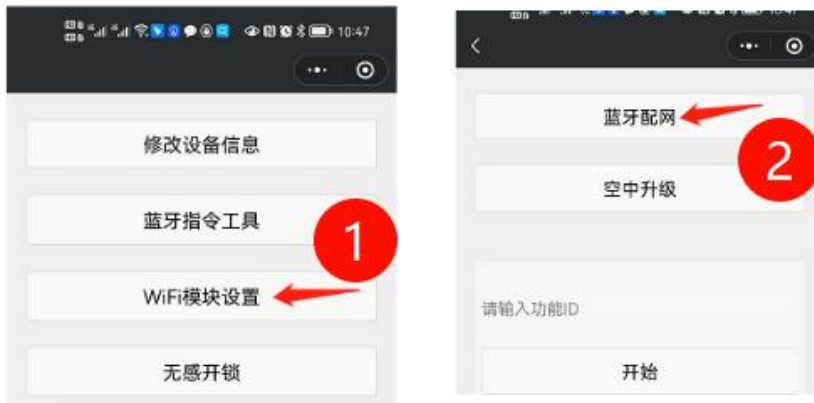 10:47
修改设备信息
蓝牙指令工具
1
WiFi模块设置
无感开锁
蓝牙配网
2
空中升级
请输入功能ID
开始